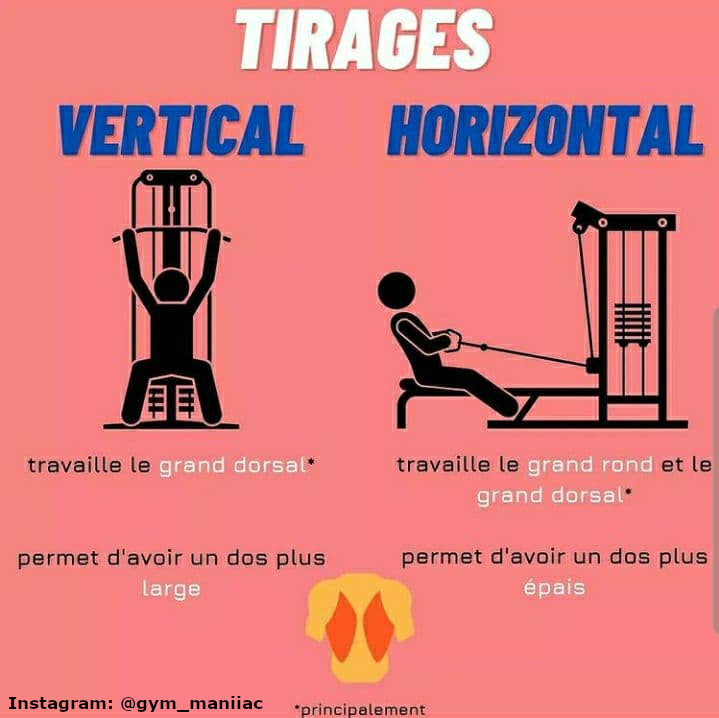 TIRAGES
VERTICAL
HORIZONTAL
travaille le grand dorsal*
travaille le grand rond et le
grand dorsal*
permet d'avoir un dos plus
large
permet d'avoir un dos plus
épais
Instagram: @gym_maniiac
*principalement